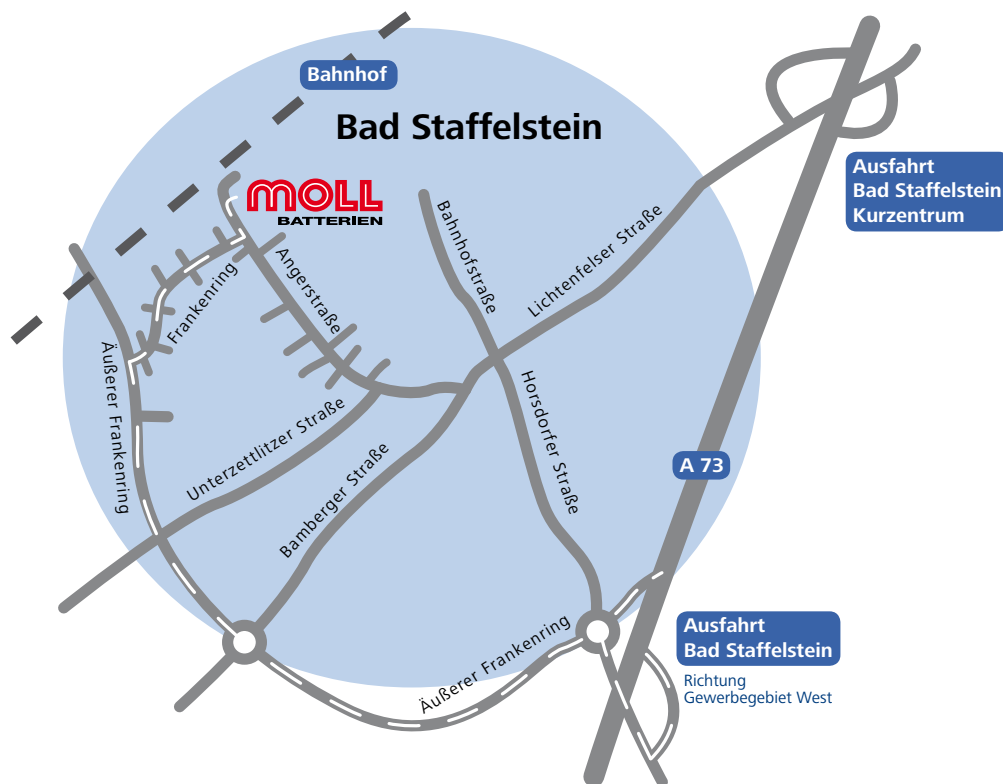 Bahnhof
Bad Staffelstein
MOLL
BATTERIEN
Ausfahrt
Bad Staffelstein
Kurzentrum
Bahnhofstraße
Lichtenfelser Straße
Angerstraße
Frankenring
Äußerer Frankenring
Unterzettlitzer Straße
Bamberger Straße
Horsdorfer Straße
A 73
Äußerer Frankenring
Ausfahrt
Bad Staffelstein
Richtung
Gewerbegebiet West